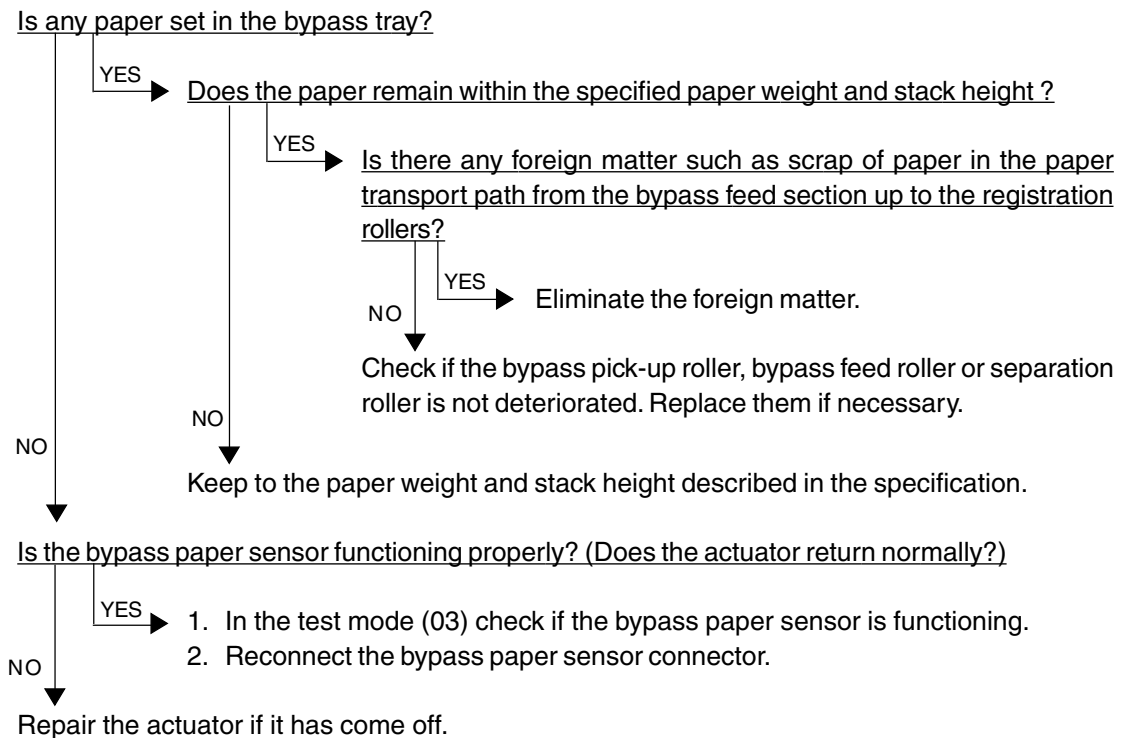 Is any paper set in the bypass tray?
YES
Does the paper remain within the specified paper weight and stack height ?
YES
Is there any foreign matter such as scrap of paper in the paper
transport path from the bypass feed section up to the registration
rollers?
YES
Eliminate the foreign matter.
NO
Check if the bypass pick-up roller, bypass feed roller or separation
roller is not deteriorated. Replace them if necessary.
NO
NO
Keep to the paper weight and stack height described in the specification.
Is the bypass paper sensor functioning properly? (Does the actuator return normally?)
YES
1. In the test mode (03) check if the bypass paper sensor is functioning.
2. Reconnect the bypass paper sensor connector.
NO
Repair the actuator if it has come off.